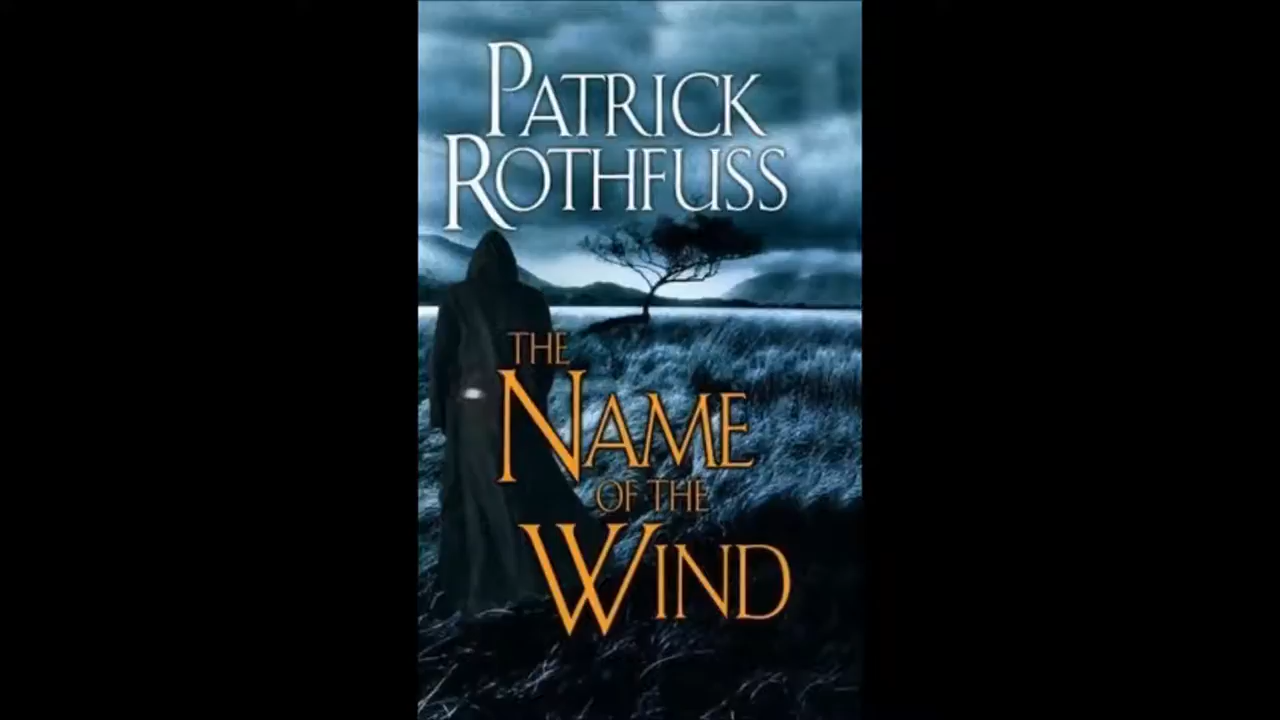 PATRICK
ROTHFUSS
THE
NAME
OF THE
WIND